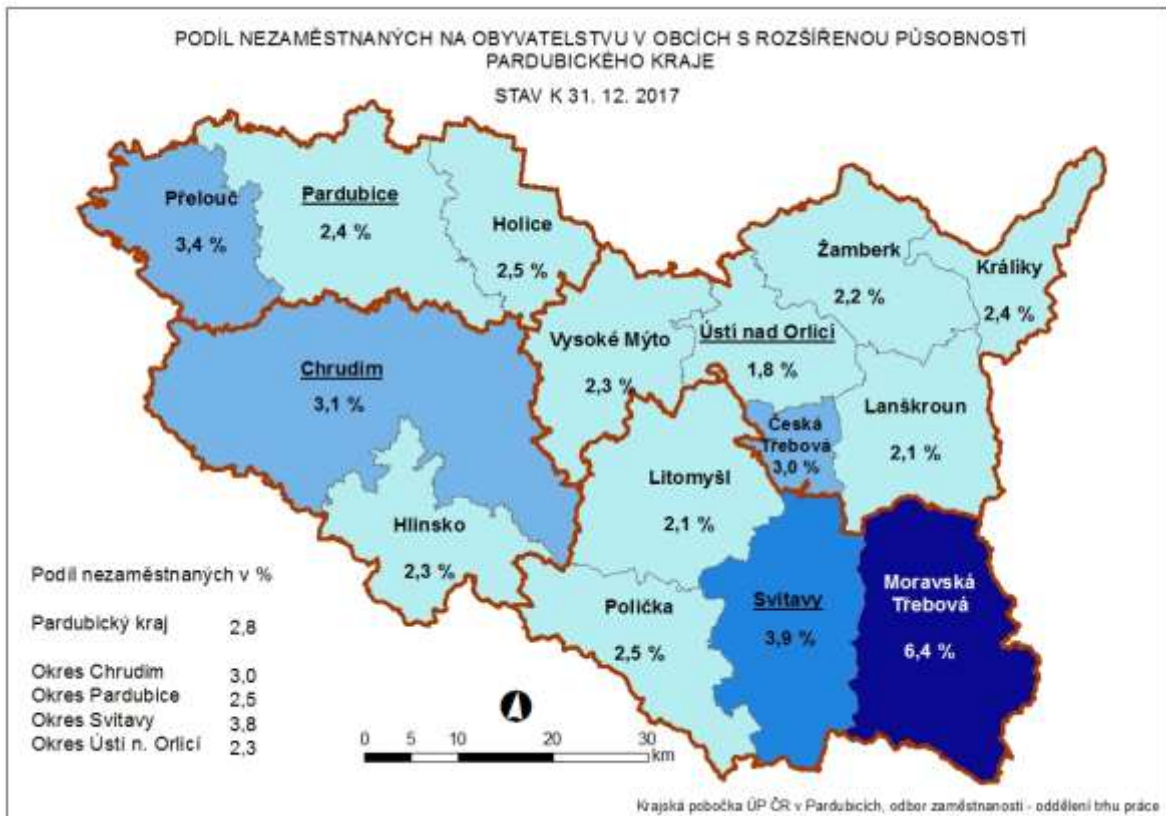 PODÍL NEZAMĚSTNANÝCH NA OBYVATELSTVU V OBCÍCH S ROZŠÍŘENOU PŮSOBNOSTÍ
PARDUBICKÉHO KRAJE
STAV K 31. 12. 2017
Přelouč
3,4 %
Pardubice
2,4 %
Holice
2,5 %
Žamberk
2,2 %
Králíky
2,4 %
Vysoké Mýto
2,3 %
Ústí nad Orlicí
1,8 %
Chrudim
3,1 %
Lanškroun
2,1 %
Česká
Třebová
3,0 %
Litomyšl
2,1 %
Hlinsko
2,3 %
Polička
2,5 %
Svitavy
3,9 %
Moravská
Třebová
6,4 %
Podíl nezaměstnaných v %
Pardubický kraj 2,8
Okres Chrudim 3,0
Okres Pardubice 2,5
Okres Svitavy 3,8
Okres Ústí n. Orlicí 2,3
0 5 10 20 30
km
Krajská pobočka ÚP ČR v Pardubicích, odbor zaměstnanosti - oddělení trhu práce